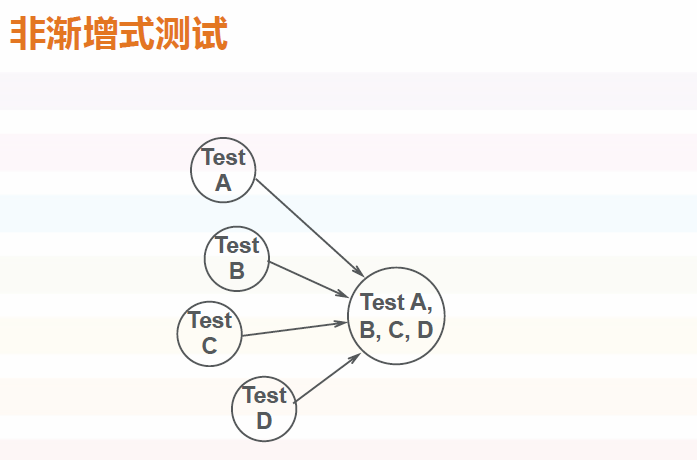 非渐增式测试
Test
A
Test
B
Test
C
Test
D
Test A,
B, C, D